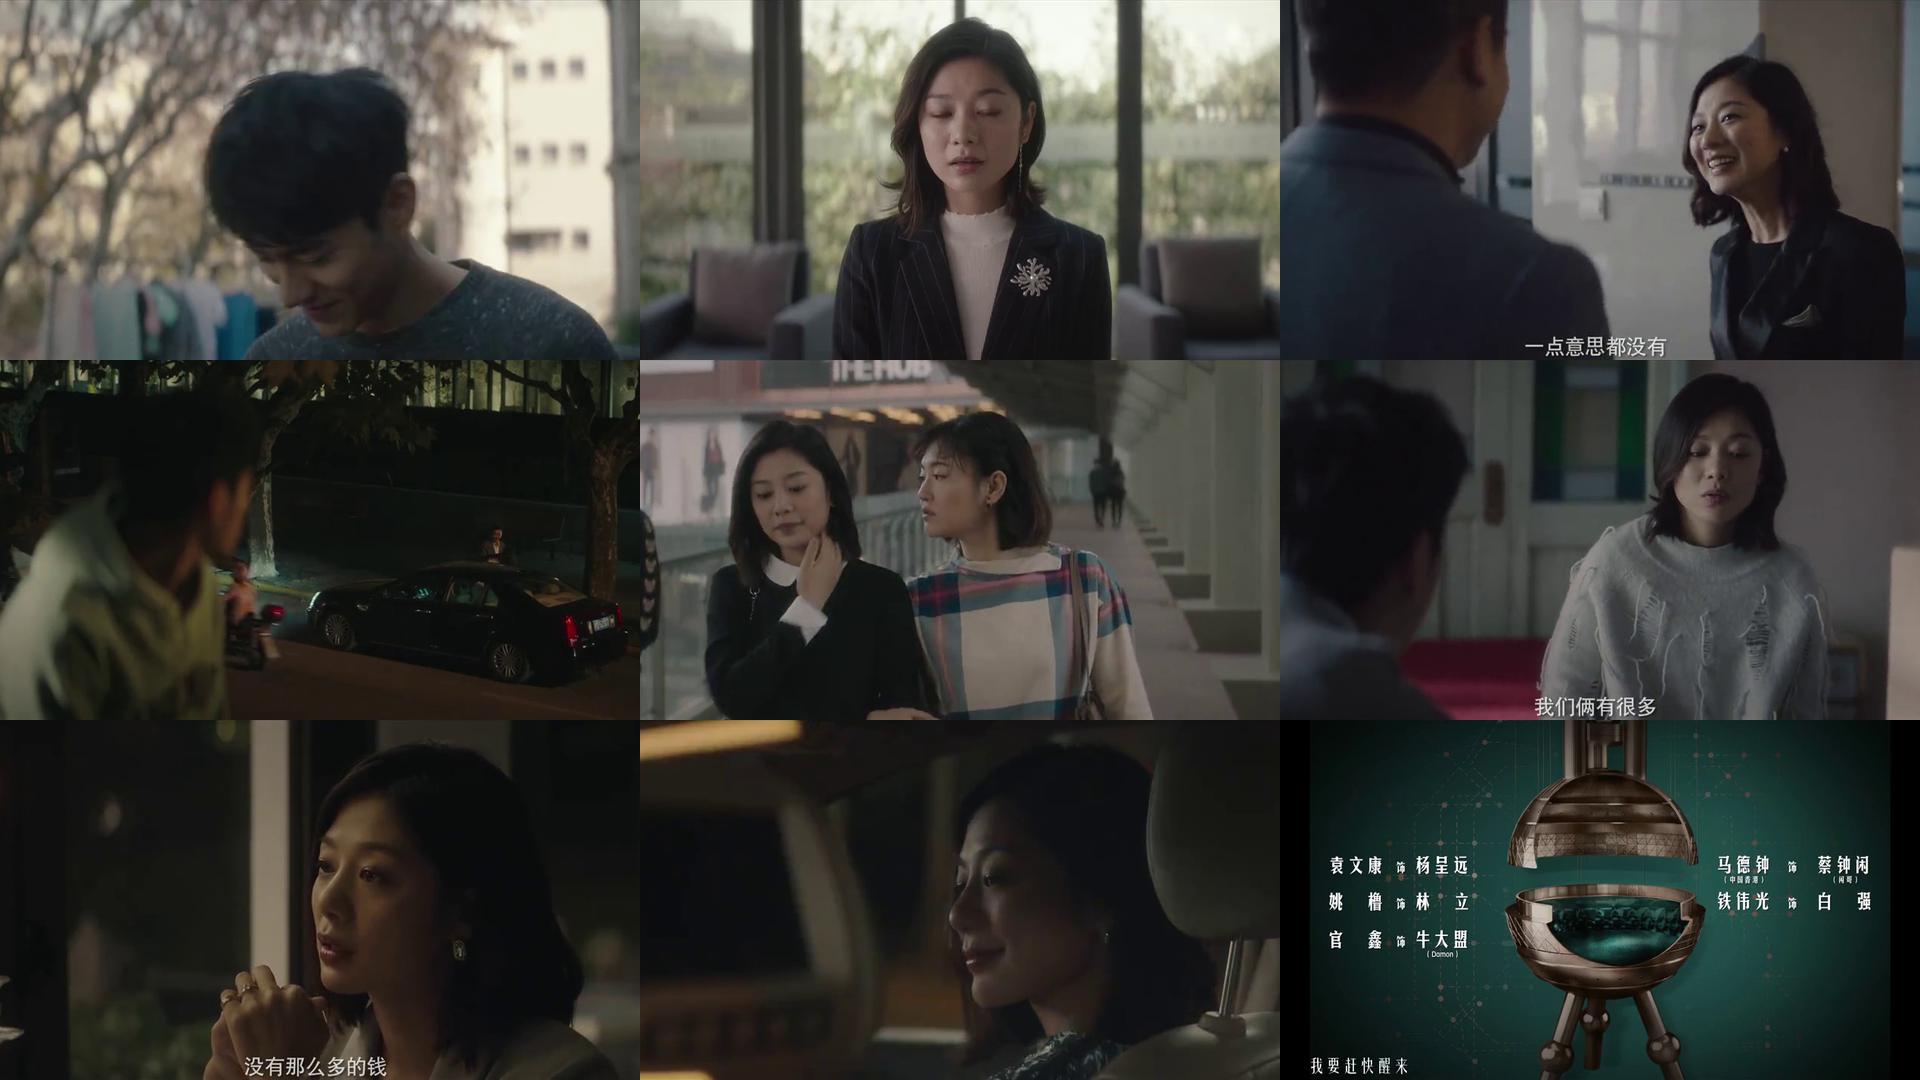 一点意思都没有
THE HUB
我们俩有很多
没有那么多的钱
袁文康 饰 杨呈远
姚橹 饰 林立
官鑫 饰 牛大盟
(Damon)
马德钟 饰 蔡钟闲
(中国香港) (闲哥)
铁伟光 饰 白强
我要赶快醒来